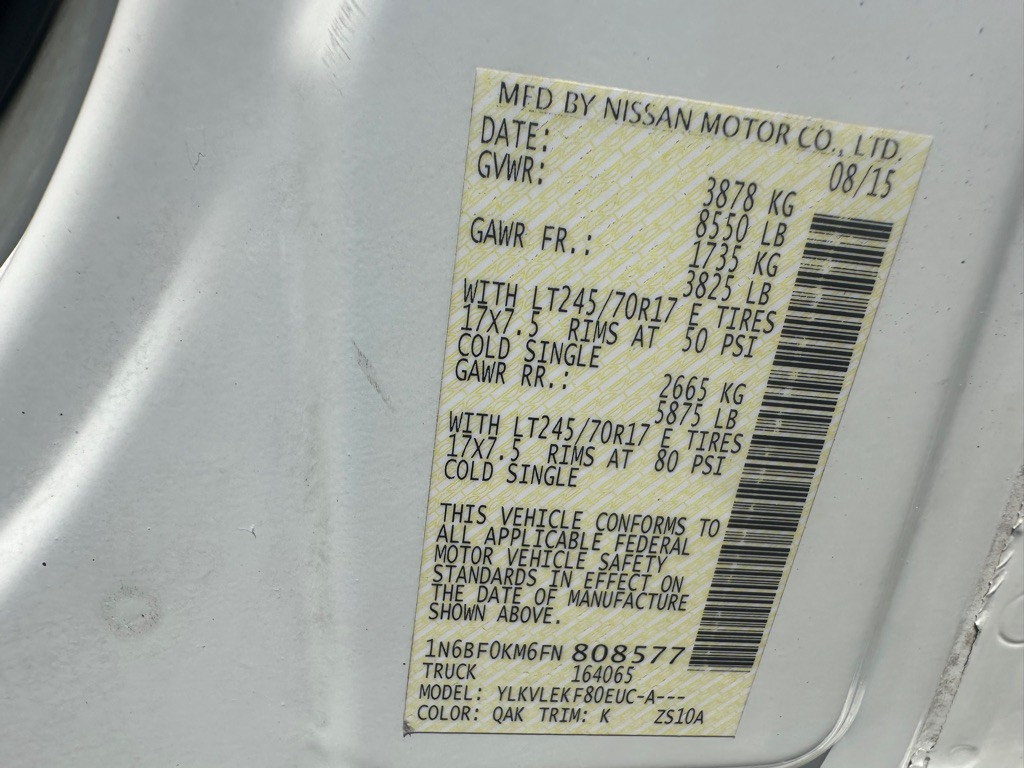 MFD BY NISSAN MOTOR CO., LTD.
DATE: 08/15
GVWR: 3878 KG
8550 LB
GAWR FR.: 1735 KG
3825 LB
WITH LT245/70R17 E TIRES
17X7.5 RIMS AT 50 PSI
COLD SINGLE
GAWR RR.: 2665 KG
5875 LB
WITH LT245/70R17 E TIRES
17X7.5 RIMS AT 80 PSI
COLD SINGLE
THIS VEHICLE CONFORMS TO
ALL APPLICABLE FEDERAL
MOTOR VEHICLE SAFETY
STANDARDS IN EFFECT ON
THE DATE OF MANUFACTURE
SHOWN ABOVE.
1N6BF0KM6FN 808577
TRUCK 164065
MODEL: YLKVLEKF80EUC-A---
COLOR: QAK TRIM: K ZS10A